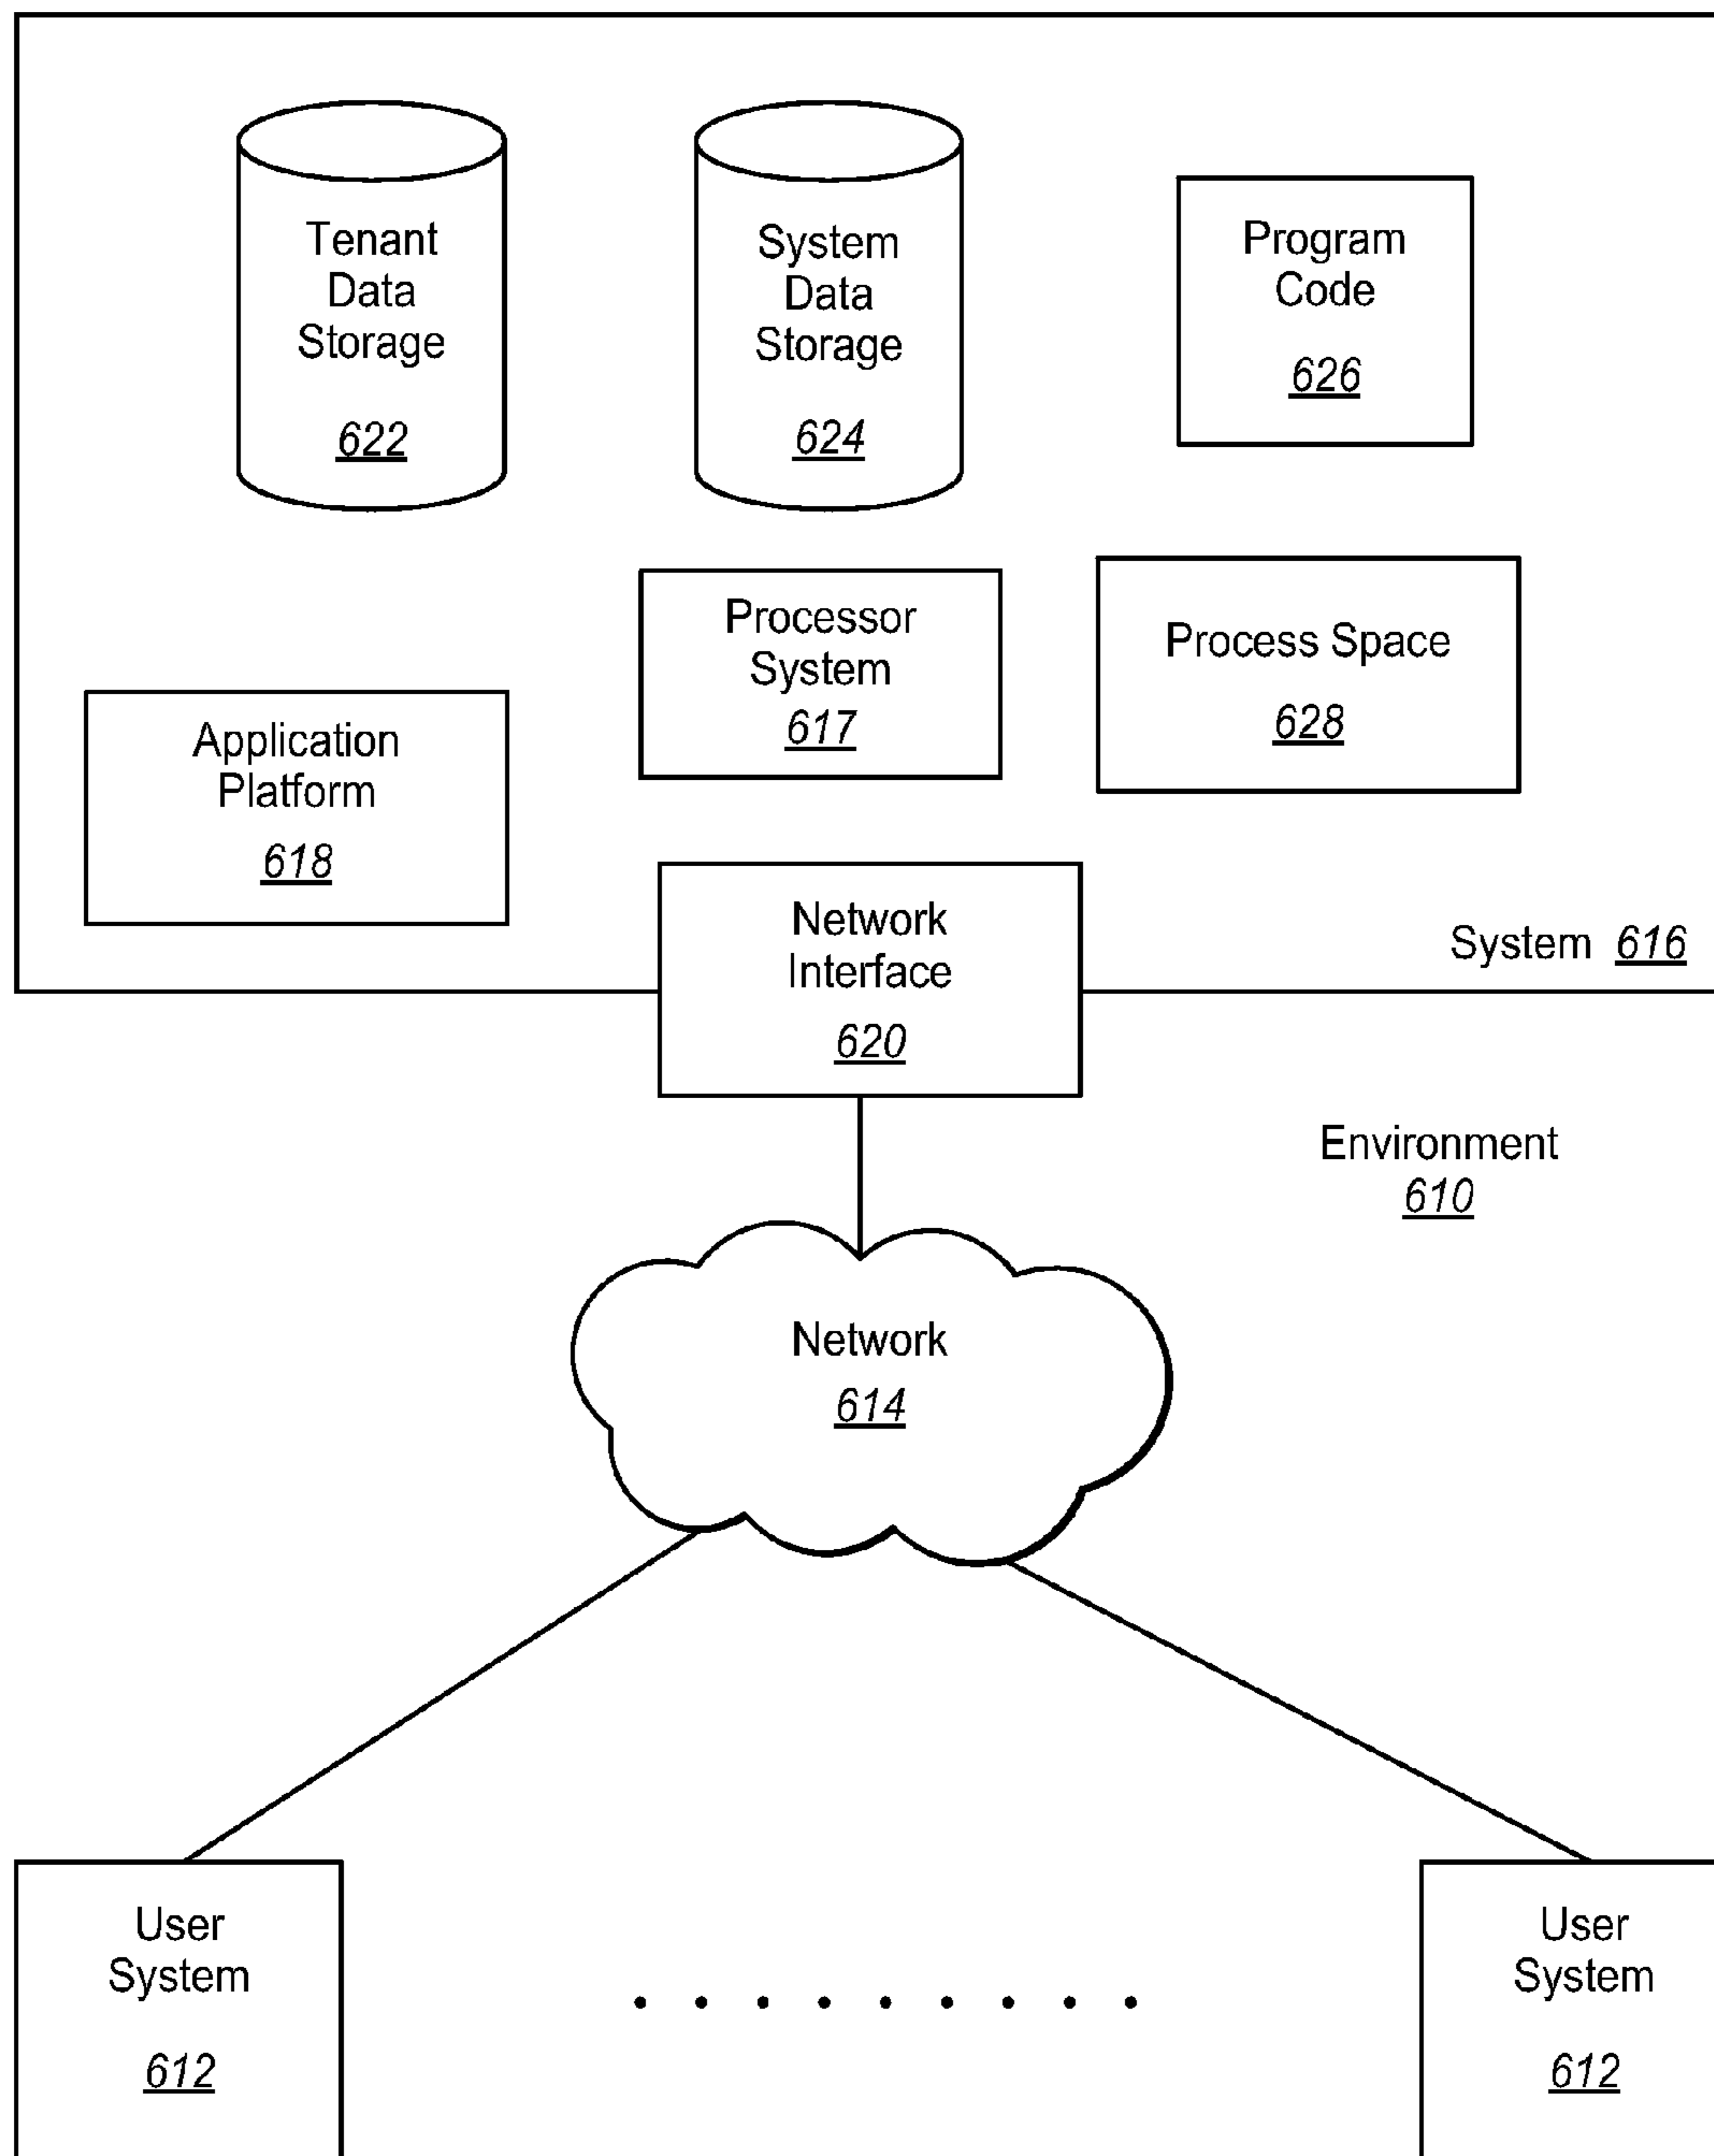 Tenant
Data
Storage
622
System
Data
Storage
624
Program
Code
626
Processor
System
617
Process Space
628
Application
Platform
618
Network
Interface
620
System 616
Environment
610
Network
614
User
System
612
User
System
612